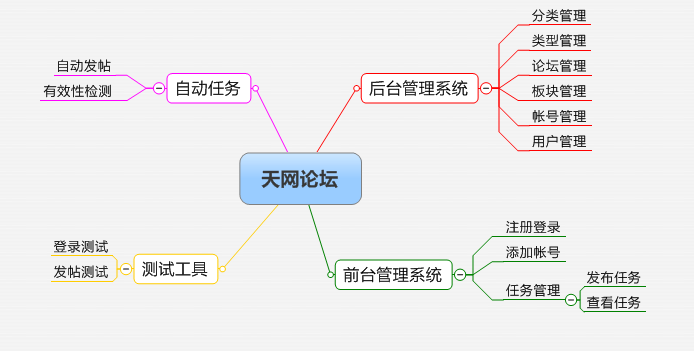 天网论坛
自动任务
自动发帖
有效性检测
后台管理系统
分类管理
类型管理
论坛管理
板块管理
帐号管理
用户管理
测试工具
登录测试
发帖测试
前台管理系统
注册登录
添加帐号
任务管理
发布任务
查看任务